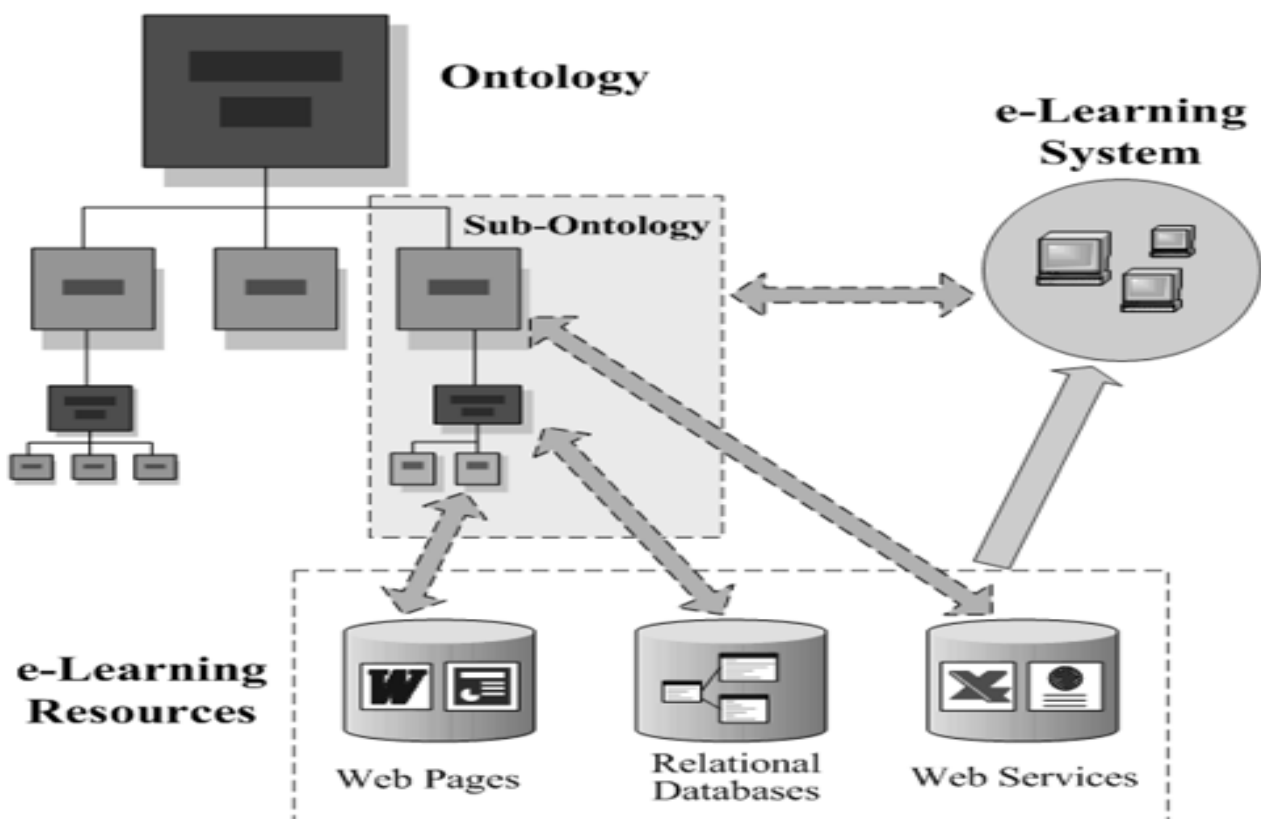 Ontology
e-Learning
System
Sub-Ontology
e-Learning
Resources
W
X
Web Pages
Relational
Databases
Web Services